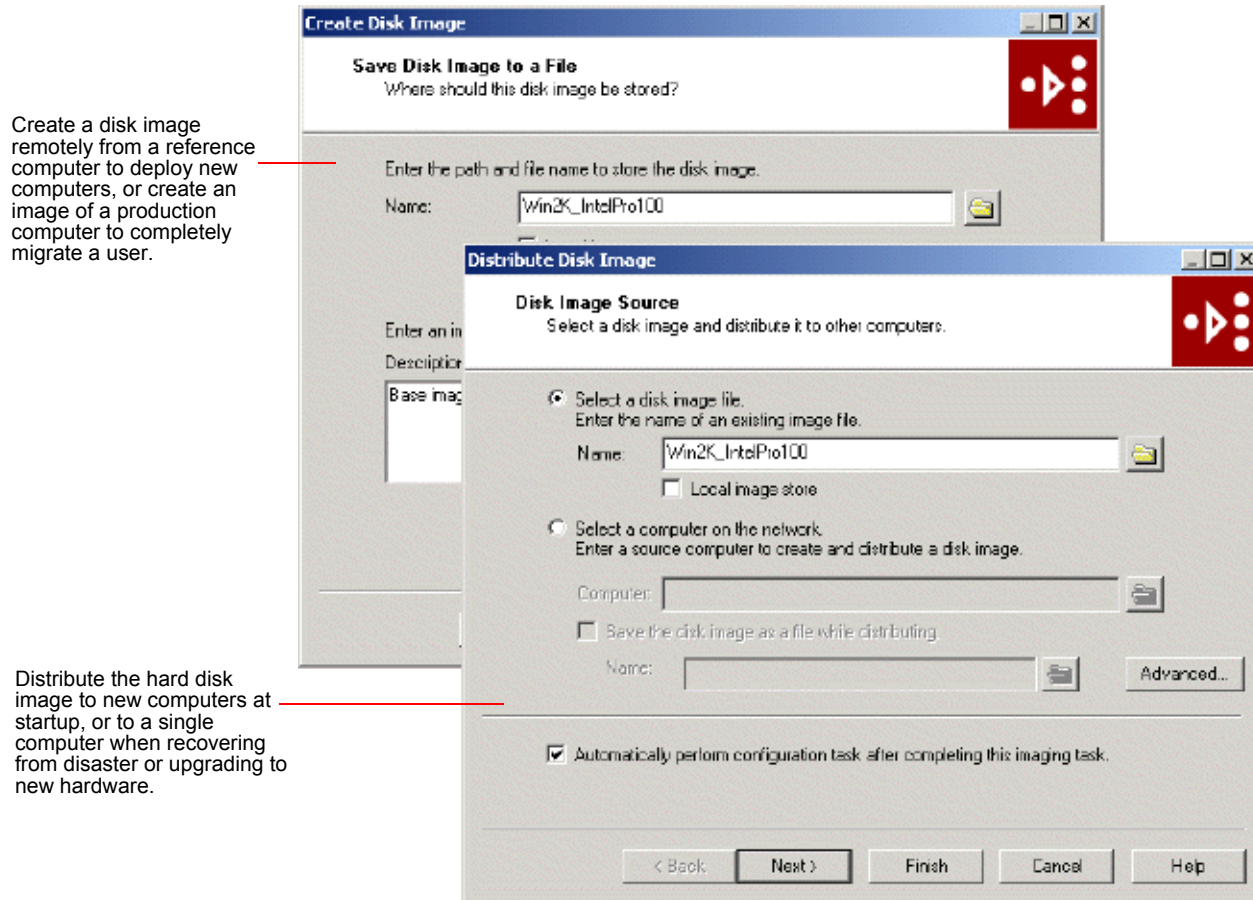 Create Disk Image
Save Disk Image to a File
Where should this disk image be stored?
Create a disk image
remotely from a reference
computer to deploy new
computers, or create an
image of a production
computer to completely
migrate a user.
Enter the path and file name to store the disk image.
Name: Win2K_IntelPro100
Enter an in
Description
Base imag
Distribute Disk Image
Disk Image Source
Select a disk image and distribute it to other computers.
Select a disk image file.
Enter the name of an existing image file.
Name: Win2K_IntelPro100
Local image store
Select a computer on the network.
Enter a source computer to create and distribute a disk image.
Computer:
Save the disk image as a file while distributing.
Name:
Advanced...
Distribute the hard disk
image to new computers at
startup, or to a single
computer when recovering
from disaster or upgrading to
new hardware.
Automatically perform configuration task after completing this imaging task.
< Back Next > Finish Cancel Help